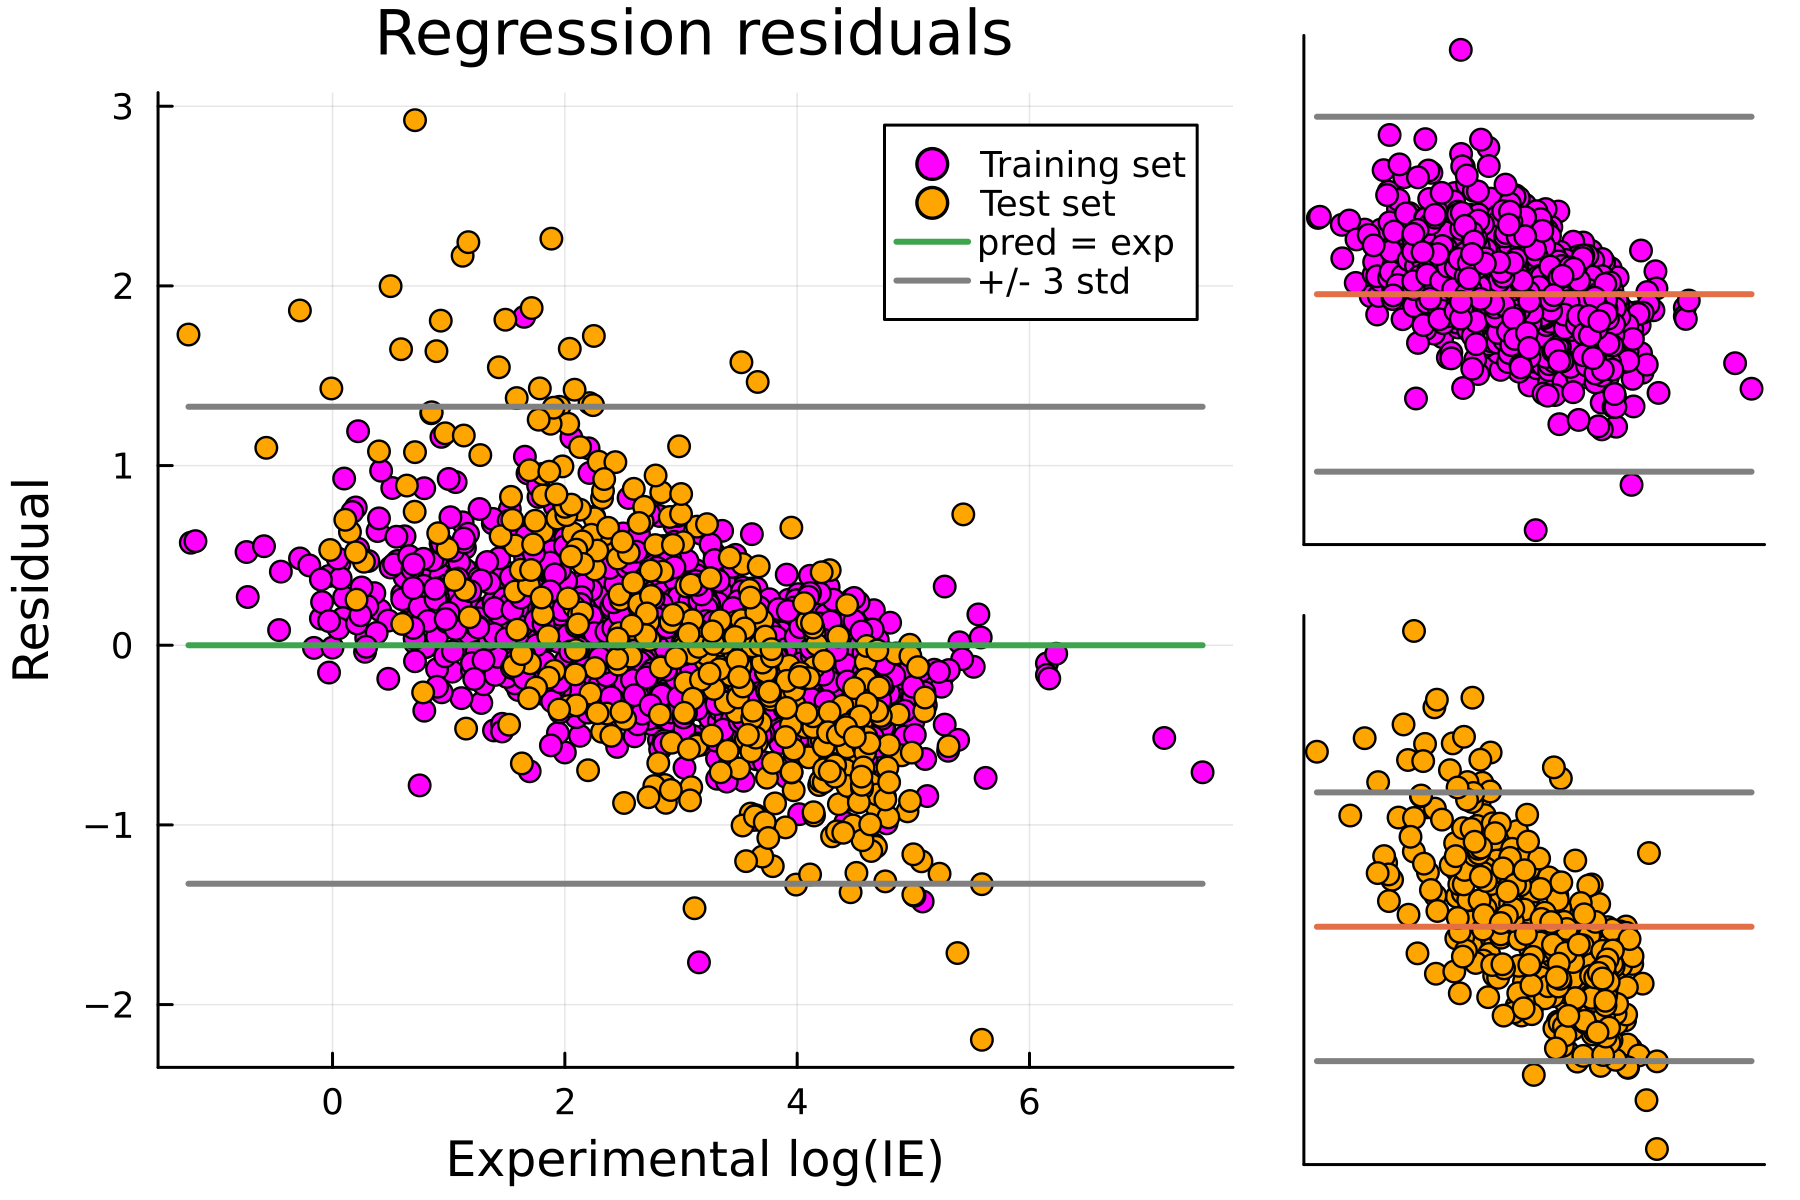 Regression residuals
3
2
1
0
−1
−2
Residual
Training set
Test set
pred = exp
+/- 3 std
0 2 4 6
Experimental log(IE)